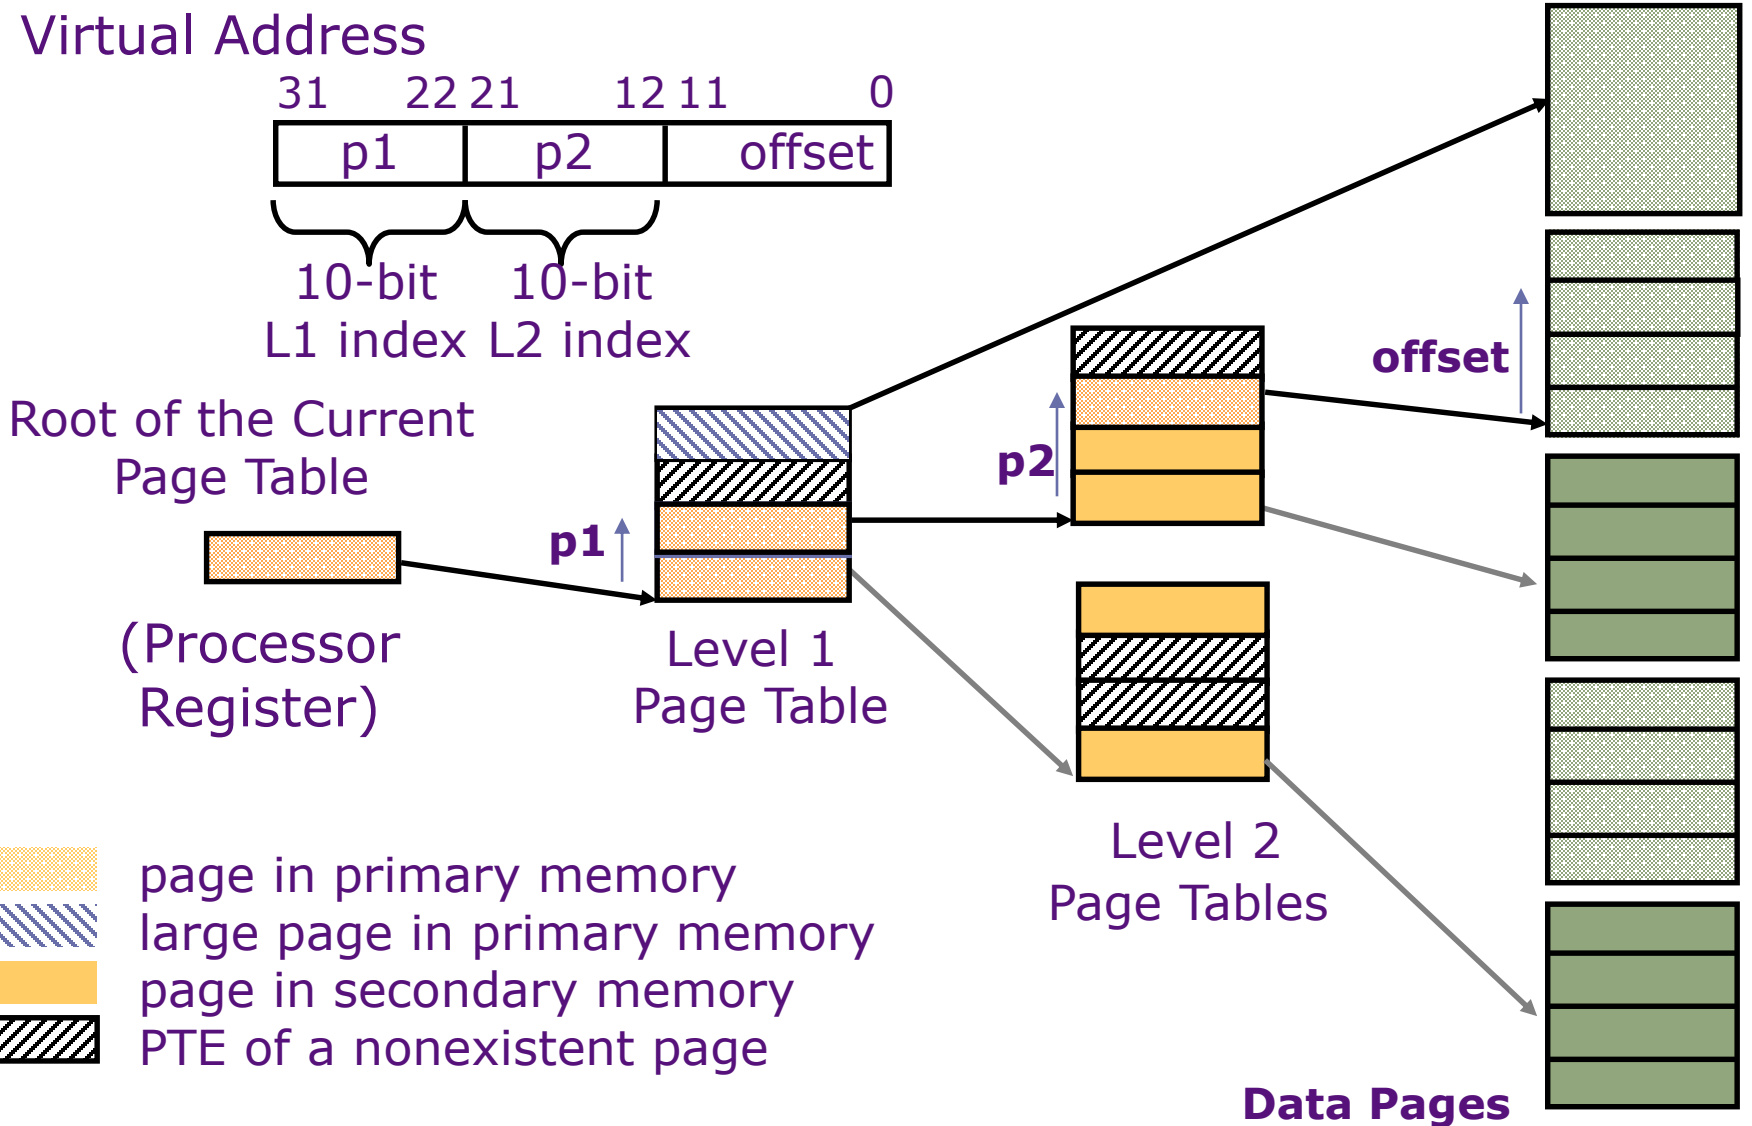 Virtual Address
31 22 21 12 11 0
p1 p2 offset
10-bit 10-bit
L1 index L2 index
Root of the Current
Page Table
(Processor
Register)
p1
Level 1
Page Table
p2
offset
Level 2
Page Tables
page in primary memory
large page in primary memory
page in secondary memory
PTE of a nonexistent page
Data Pages